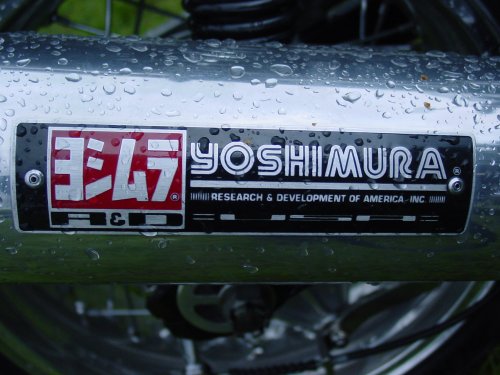 ヨシムラ®
R&D
YOSHIMURA®
RESEARCH & DEVELOPMENT OF AMERICA, INC.